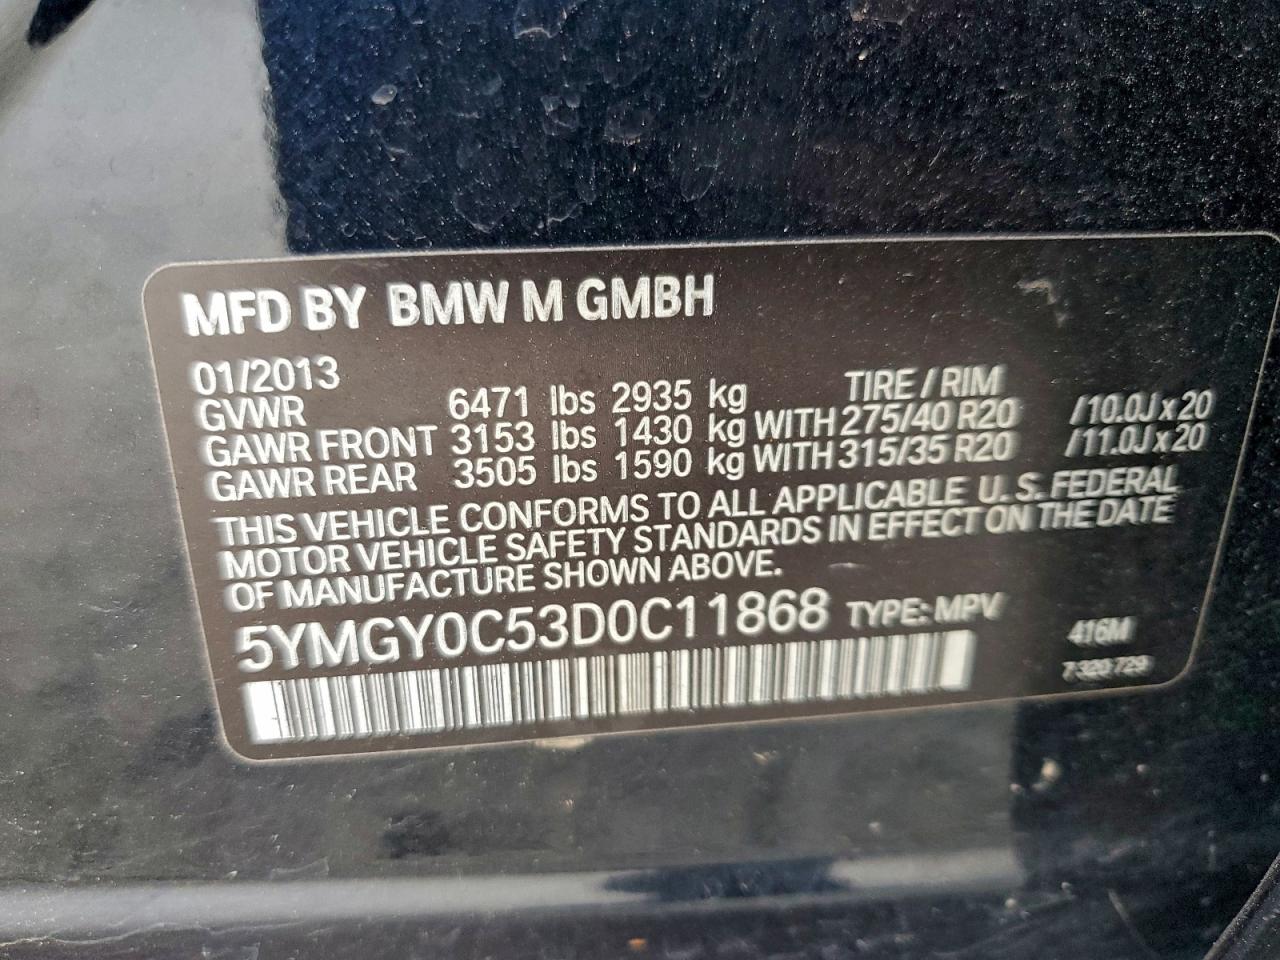 MFD BY BMW M GMBH
01/2013
GVWR 6471 lbs 2935 kg TIRE / RIM
GAWR FRONT 3153 lbs 1430 kg WITH 275/40 R20 /10.0J x 20
GAWR REAR 3505 lbs 1590 kg WITH 315/35 R20 /11.0J x 20
THIS VEHICLE CONFORMS TO ALL APPLICABLE U.S. FEDERAL
MOTOR VEHICLE SAFETY STANDARDS IN EFFECT ON THE DATE
OF MANUFACTURE SHOWN ABOVE.
5YMGY0C53D0C11868 TYPE: MPV
416M
7 320 729